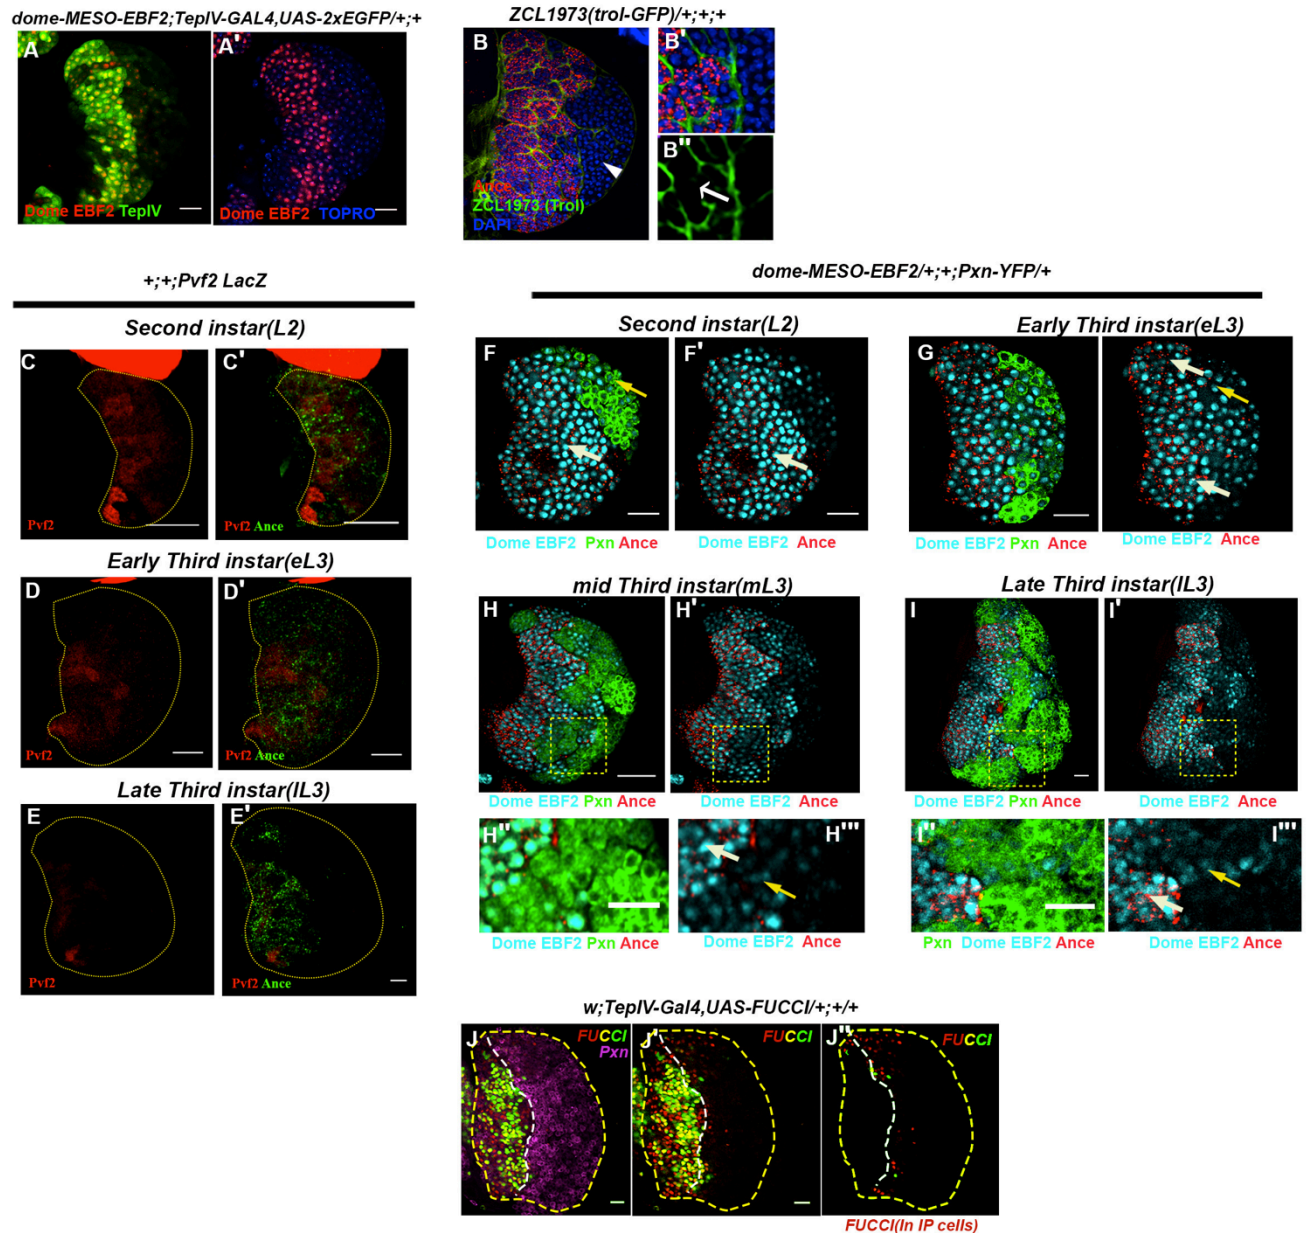 dome-MESO-EBF2;TepIV-GAL4,UAS-2xEGFP/+;+
A
A'
Dome EBF2 TepIV
Dome EBF2 TOPRO
ZCL1973(trol-GFP)/+;+;+
B
B'
B"
Ance
ZCL1973 (Trol)
DAPI
+;+;Pvf2 LacZ
Second instar(L2)
C
C'
Pvf2
Pvf2 Ance
Early Third instar(eL3)
D
D'
Pvf2
Pvf2 Ance
Late Third instar(lL3)
E
E'
Pvf2
Pvf2 Ance
dome-MESO-EBF2/+;+;Pxn-YFP/+
Second instar(L2)
F
F'
Dome EBF2 Pxn Ance
Dome EBF2 Ance
Early Third instar(eL3)
G
Dome EBF2 Pxn Ance
Dome EBF2 Ance
mid Third instar(mL3)
H
H'
Dome EBF2 Pxn Ance
Dome EBF2 Ance
H"
H'"
Dome EBF2 Pxn Ance
Dome EBF2 Ance
Late Third instar(lL3)
I
I'
Dome EBF2 Pxn Ance
Dome EBF2 Ance
I"
I'"
Pxn Dome EBF2 Ance
Dome EBF2 Ance
w;TepIV-Gal4,UAS-FUCCI/+;+/+
J
FUCCI
Pxn
J'
FUCCI
J"
FUCCI
FUCCI(In IP cells)